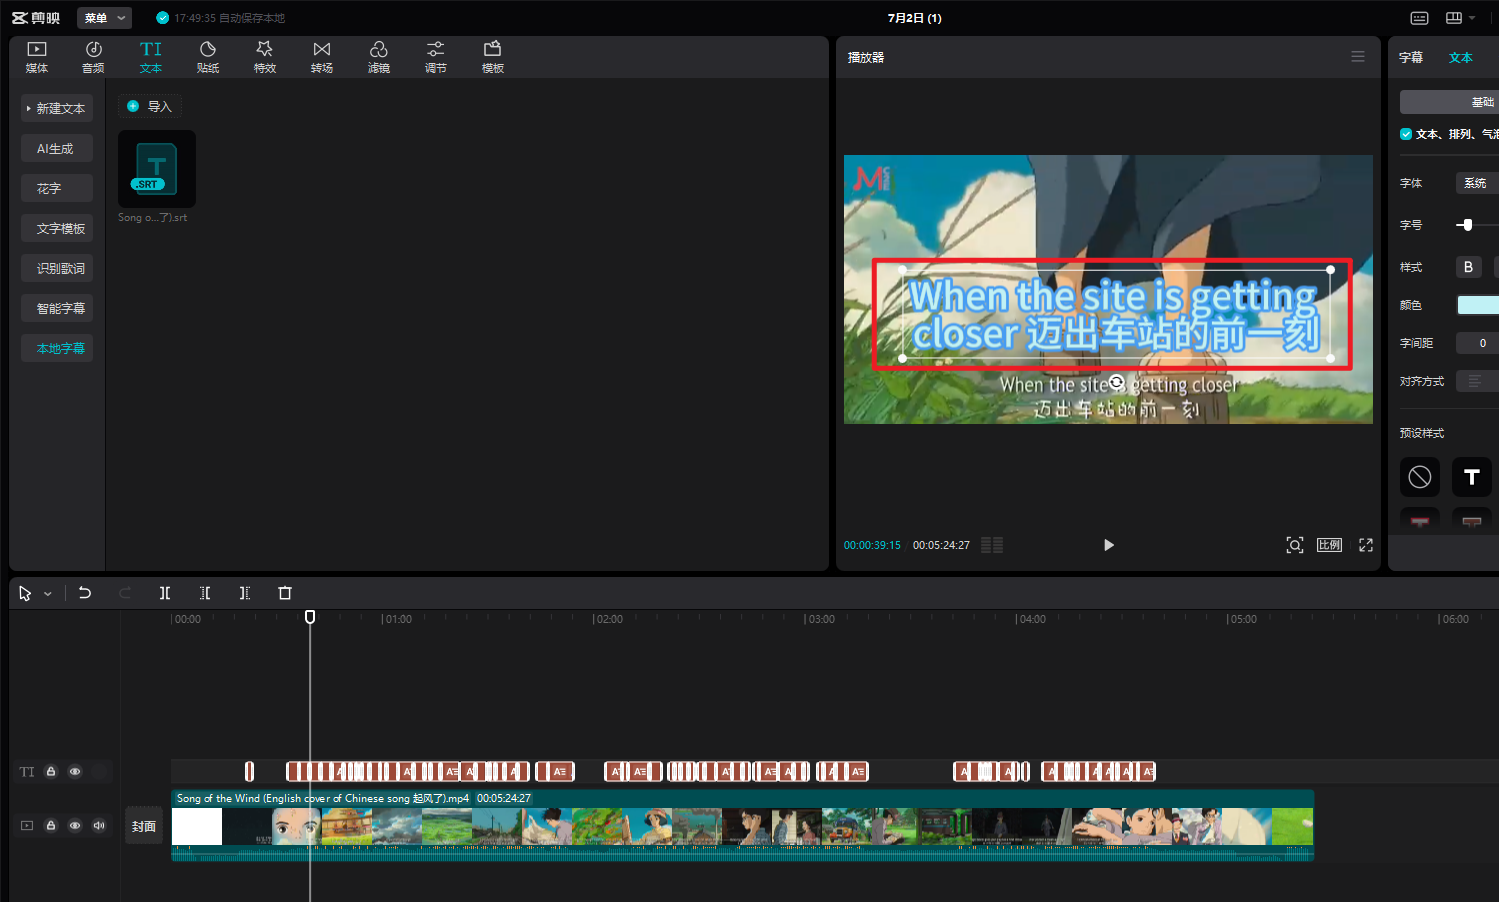 剪映
菜单
17:49:35 自动保存本地
7月2日 (1)
媒体
音频
TI
文本
贴纸
特效
转场
滤镜
调节
模板
新建文本
AI生成
花字
文字模板
识别歌词
智能字幕
本地字幕
导入
T
.SRT
Song o...了).srt
播放器
When the site is getting
closer 迈出车站的前一刻
When the site is getting closer
迈出车站的前一刻
00:00:39:15
00:05:24:27
比例
字幕
文本
基础
文本、排列、气泡
字体
系统
字号
样式
B
颜色
字间距
0
对齐方式
预设样式
T
00:00
01:00
02:00
03:00
04:00
05:00
06:00
TI
封面
Song of the Wind (English cover of Chinese song 起风了).mp4
00:05:24:27